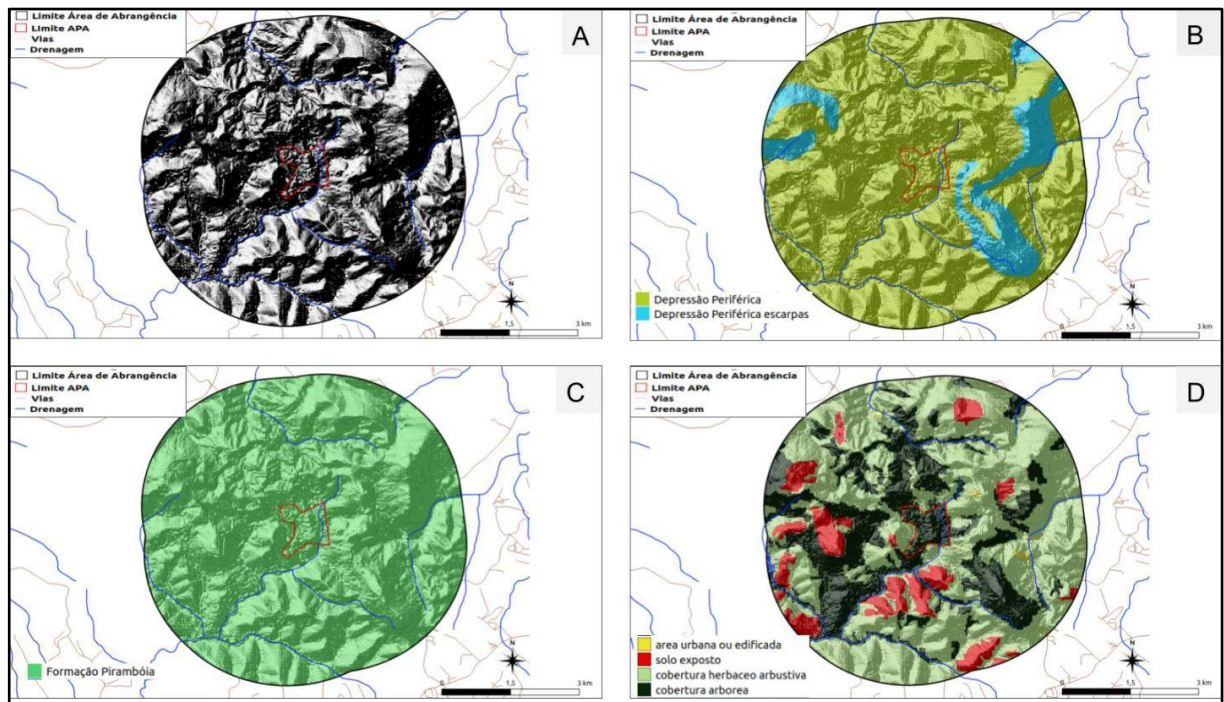 Limite Área de Abrangência
Limite APA
Vias
Drenagem
A
N
0 1,5 3 km
Limite Área de Abrangência
Limite APA
Vias
Drenagem
B
Depressão Periférica
Depressão Periférica escarpas
N
0 1,5 3 km
Limite Área de Abrangência
Limite APA
Vias
Drenagem
C
Formação Pirambóia
N
0 1,5 3 km
Limite Área de Abrangência
Limite APA
Vias
Drenagem
D
area urbana ou edificada
solo exposto
cobertura herbaceo arbustiva
cobertura arborea
N
0 1,5 3 km